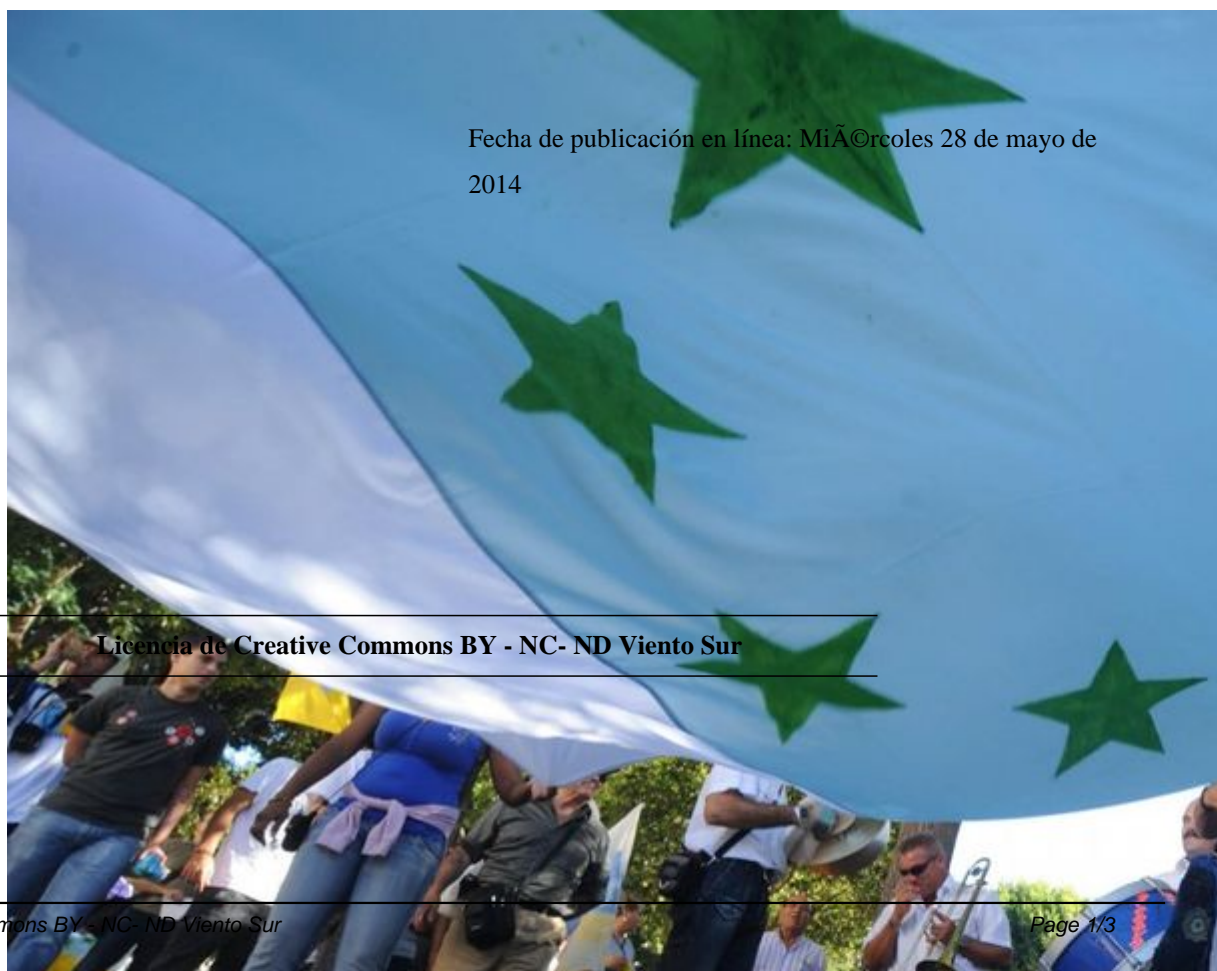 Fecha de publicación en línea: MiÃ©rcoles 28 de mayo de
2014
Licencia de Creative Commons BY - NC- ND Viento Sur
mons BY - NC- ND Viento Sur
Page 1/3